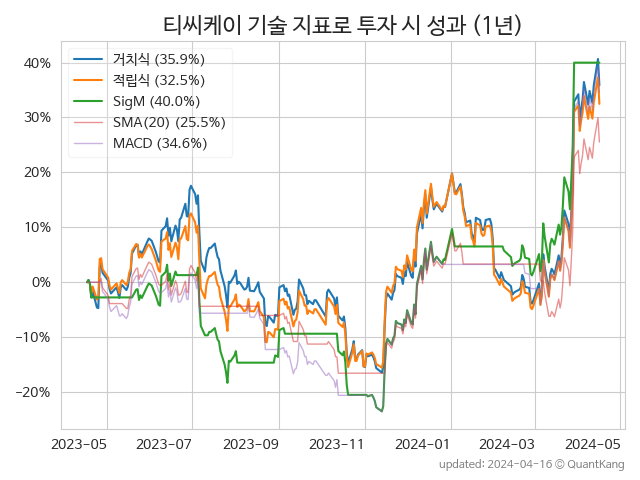 티씨케이 기술 지표로 투자 시 성과 (1년)
거치식 (35.9%)
적립식 (32.5%)
SigM (40.0%)
SMA(20) (25.5%)
MACD (34.6%)
40%
30%
20%
10%
0%
−10%
−20%
2023-05 2023-07 2023-09 2023-11 2024-01 2024-03 2024-05
updated: 2024-04-16 © QuantKang